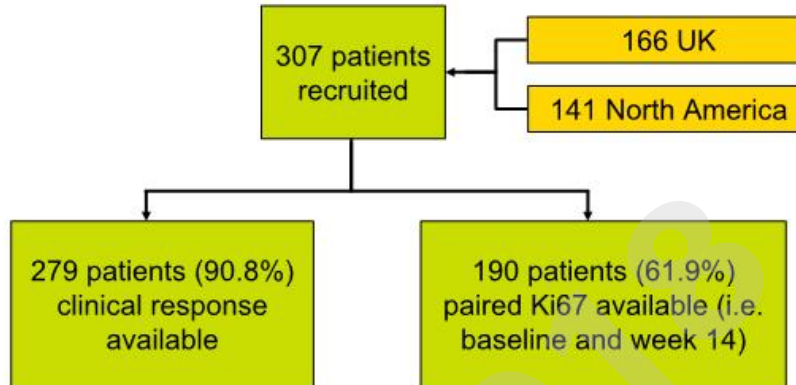 307 patients
recruited
166 UK
141 North America
279 patients (90.8%)
clinical response
available
190 patients (61.9%)
paired Ki67 available (i.e.
baseline and week 14)